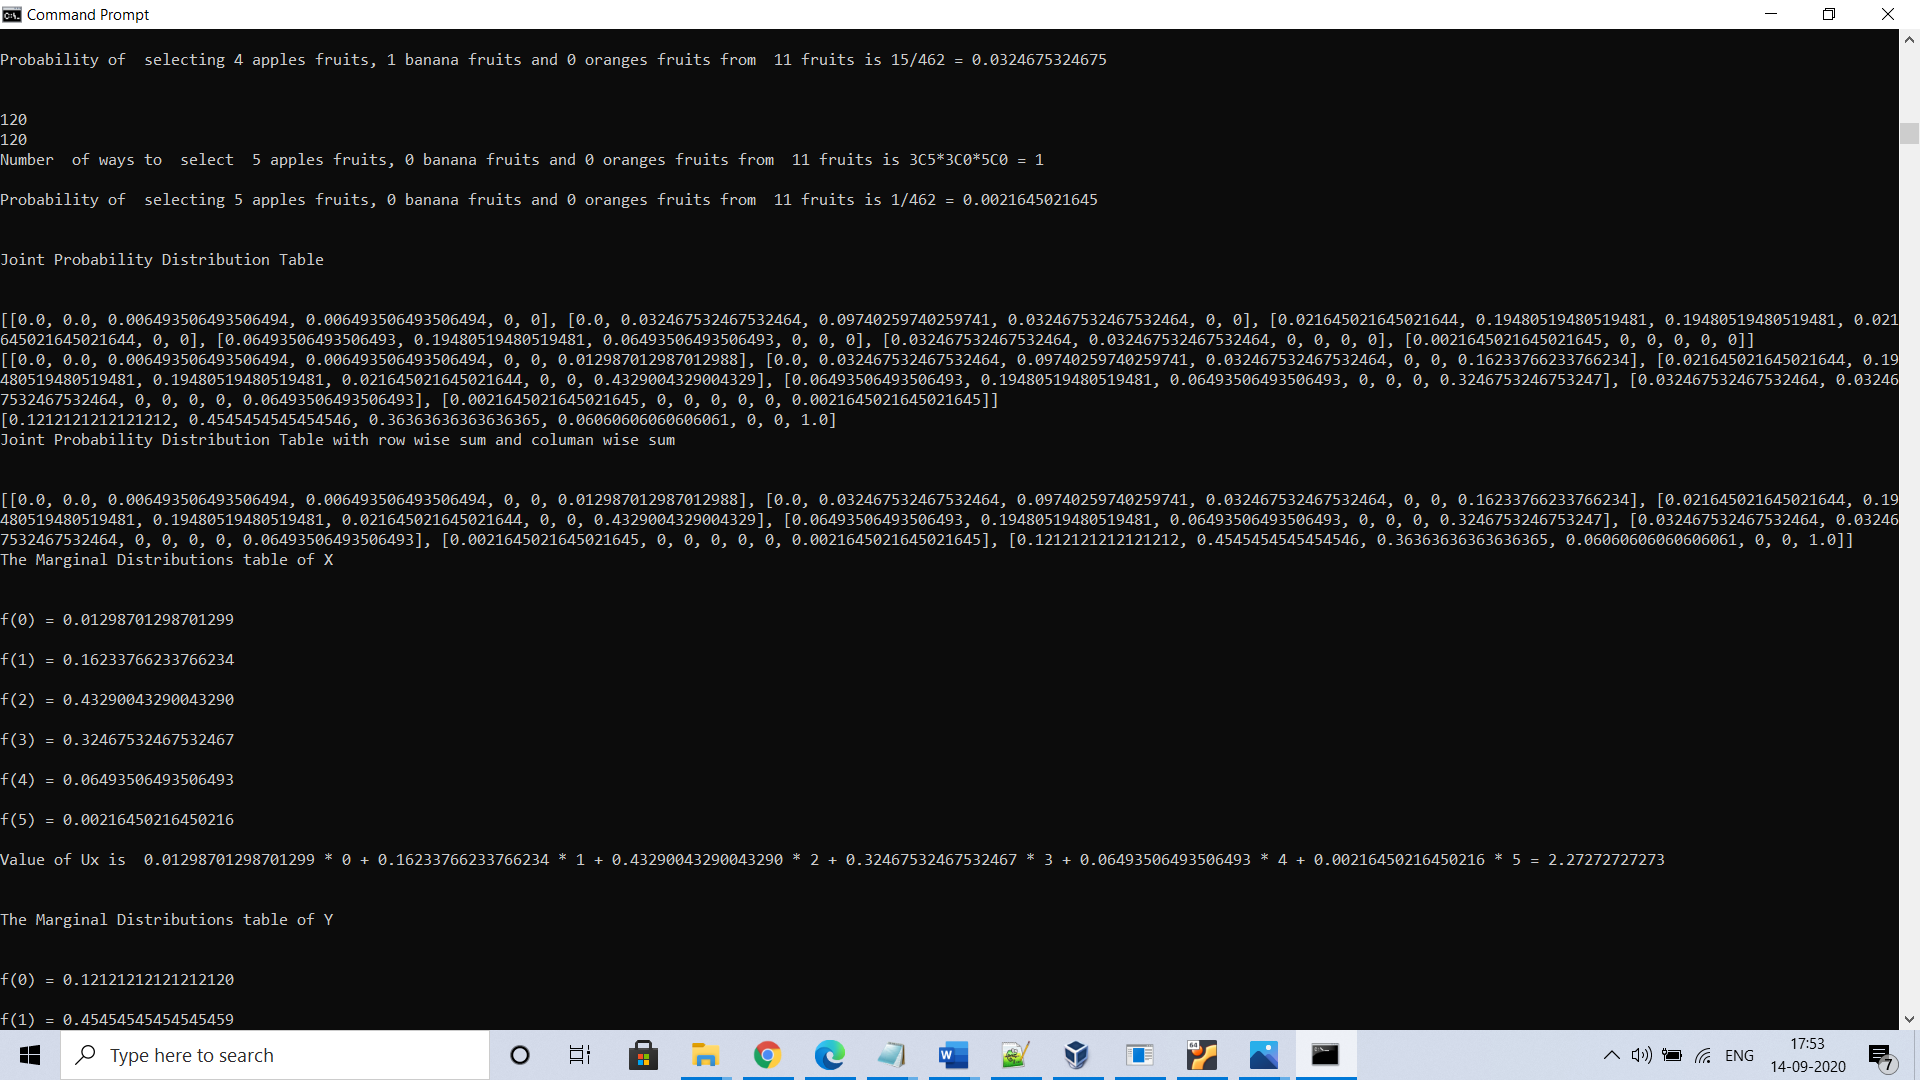 Command Prompt
Probability of  selecting 4 apples fruits, 1 banana fruits and 0 oranges fruits from  11 fruits is 15/462 = 0.0324675324675
120
120
Number  of ways to  select  5 apples fruits, 0 banana fruits and 0 oranges fruits from  11 fruits is 3C5*3C0*5C0 = 1
Probability of  selecting 5 apples fruits, 0 banana fruits and 0 oranges fruits from  11 fruits is 1/462 = 0.0021645021645
Joint Probability Distribution Table
[[0.0, 0.0, 0.006493506493506494, 0.006493506493506494, 0, 0], [0.0, 0.032467532467532464, 0.09740259740259741, 0.032467532467532464, 0, 0], [0.021645021645021644, 0.19480519480519481, 0.19480519480519481, 0.021
645021645021644, 0, 0], [0.06493506493506493, 0.19480519480519481, 0.06493506493506493, 0, 0, 0], [0.032467532467532464, 0.032467532467532464, 0, 0, 0, 0], [0.0021645021645021645, 0, 0, 0, 0, 0]]
[[0.0, 0.0, 0.006493506493506494, 0.006493506493506494, 0, 0, 0.012987012987012988], [0.0, 0.032467532467532464, 0.09740259740259741, 0.032467532467532464, 0, 0, 0.16233766233766234], [0.021645021645021644, 0.19
480519480519481, 0.19480519480519481, 0.021645021645021644, 0, 0, 0.4329004329004329], [0.06493506493506493, 0.19480519480519481, 0.06493506493506493, 0, 0, 0, 0.3246753246753247], [0.032467532467532464, 0.03246
7532467532464, 0, 0, 0, 0, 0.06493506493506493], [0.0021645021645021645, 0, 0, 0, 0, 0, 0.0021645021645021645]]
[0.1212121212121212, 0.4545454545454546, 0.36363636363636365, 0.06060606060606061, 0, 0, 1.0]
Joint Probability Distribution Table with row wise sum and columan wise sum
[[0.0, 0.0, 0.006493506493506494, 0.006493506493506494, 0, 0, 0.012987012987012988], [0.0, 0.032467532467532464, 0.09740259740259741, 0.032467532467532464, 0, 0, 0.16233766233766234], [0.021645021645021644, 0.19
480519480519481, 0.19480519480519481, 0.021645021645021644, 0, 0, 0.4329004329004329], [0.06493506493506493, 0.19480519480519481, 0.06493506493506493, 0, 0, 0, 0.3246753246753247], [0.032467532467532464, 0.03246
7532467532464, 0, 0, 0, 0, 0.06493506493506493], [0.0021645021645021645, 0, 0, 0, 0, 0, 0.0021645021645021645], [0.1212121212121212, 0.4545454545454546, 0.36363636363636365, 0.06060606060606061, 0, 0, 1.0]]
The Marginal Distributions table of X
f(0) = 0.01298701298701299
f(1) = 0.16233766233766234
f(2) = 0.43290043290043290
f(3) = 0.32467532467532467
f(4) = 0.06493506493506493
f(5) = 0.00216450216450216
Value of Ux is  0.01298701298701299 * 0 + 0.16233766233766234 * 1 + 0.43290043290043290 * 2 + 0.32467532467532467 * 3 + 0.06493506493506493 * 4 + 0.00216450216450216 * 5 = 2.27272727273
The Marginal Distributions table of Y
f(0) = 0.12121212121212120
f(1) = 0.45454545454545459
Type here to search
ENG
17:53
14-09-2020
7